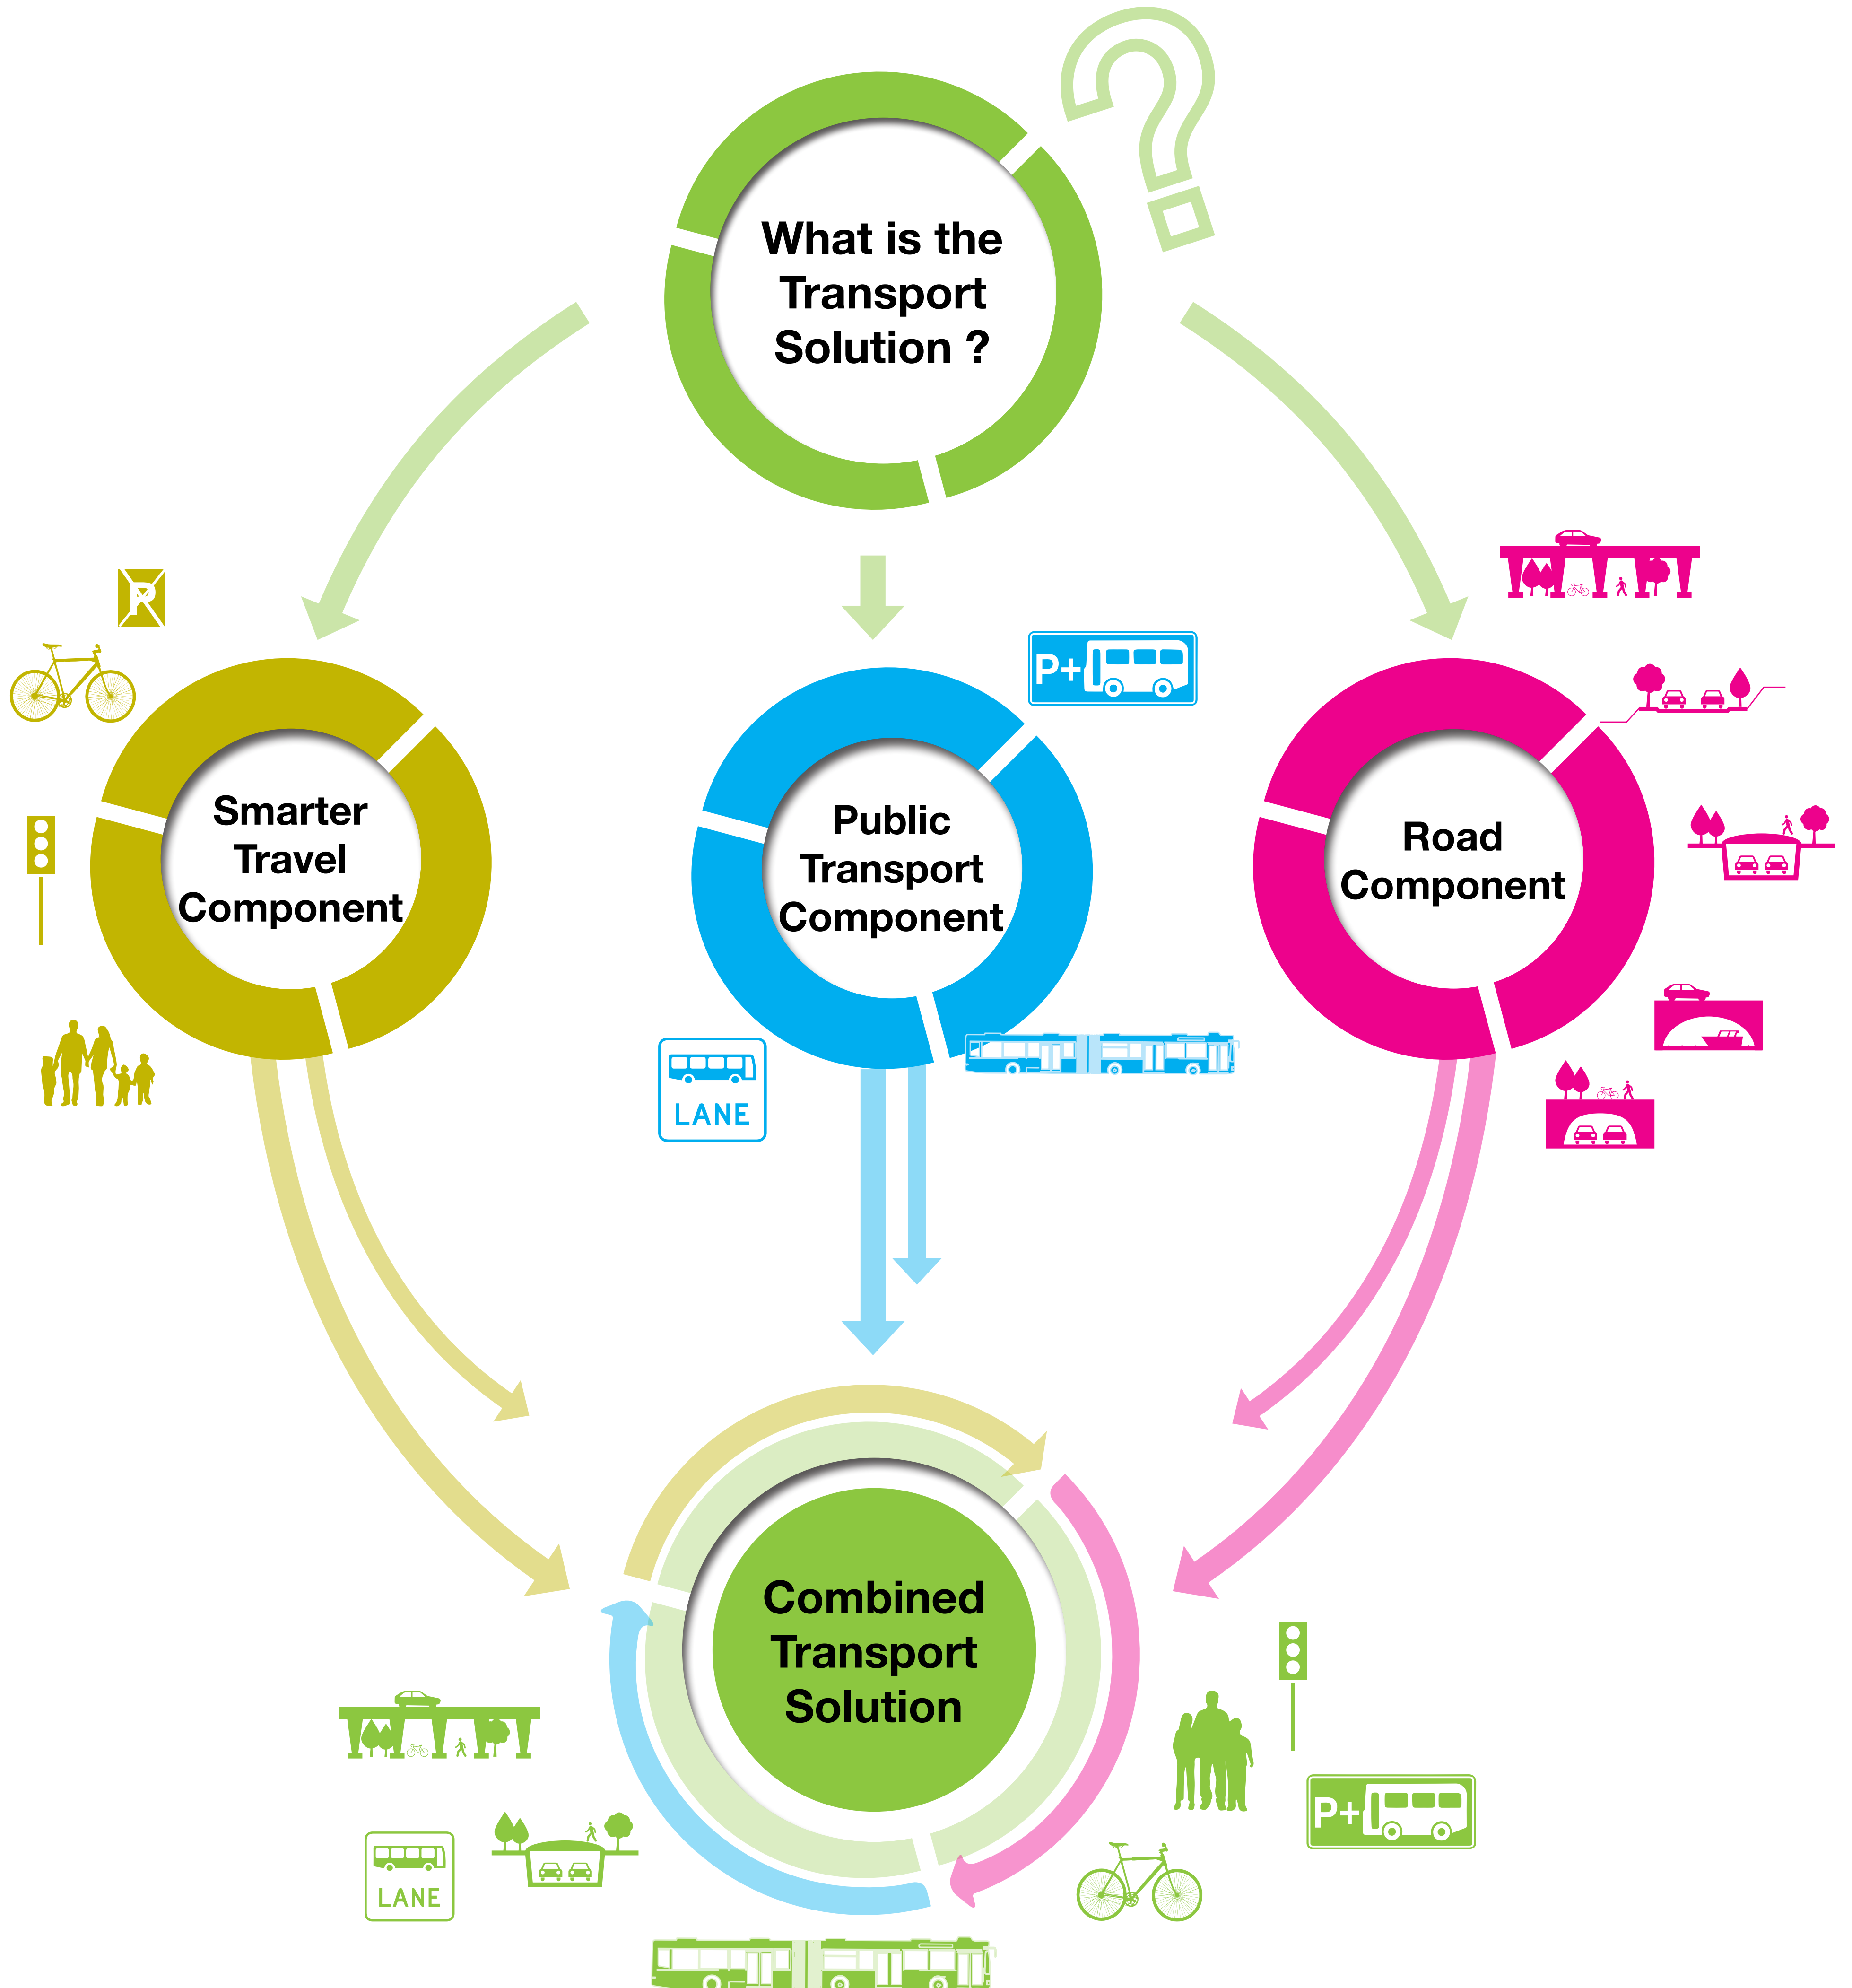 What is the
Transport
Solution ?
P
P+
Smarter
Travel
Component
Public
Transport
Component
Road
Component
LANE
Combined
Transport
Solution
P+
LANE